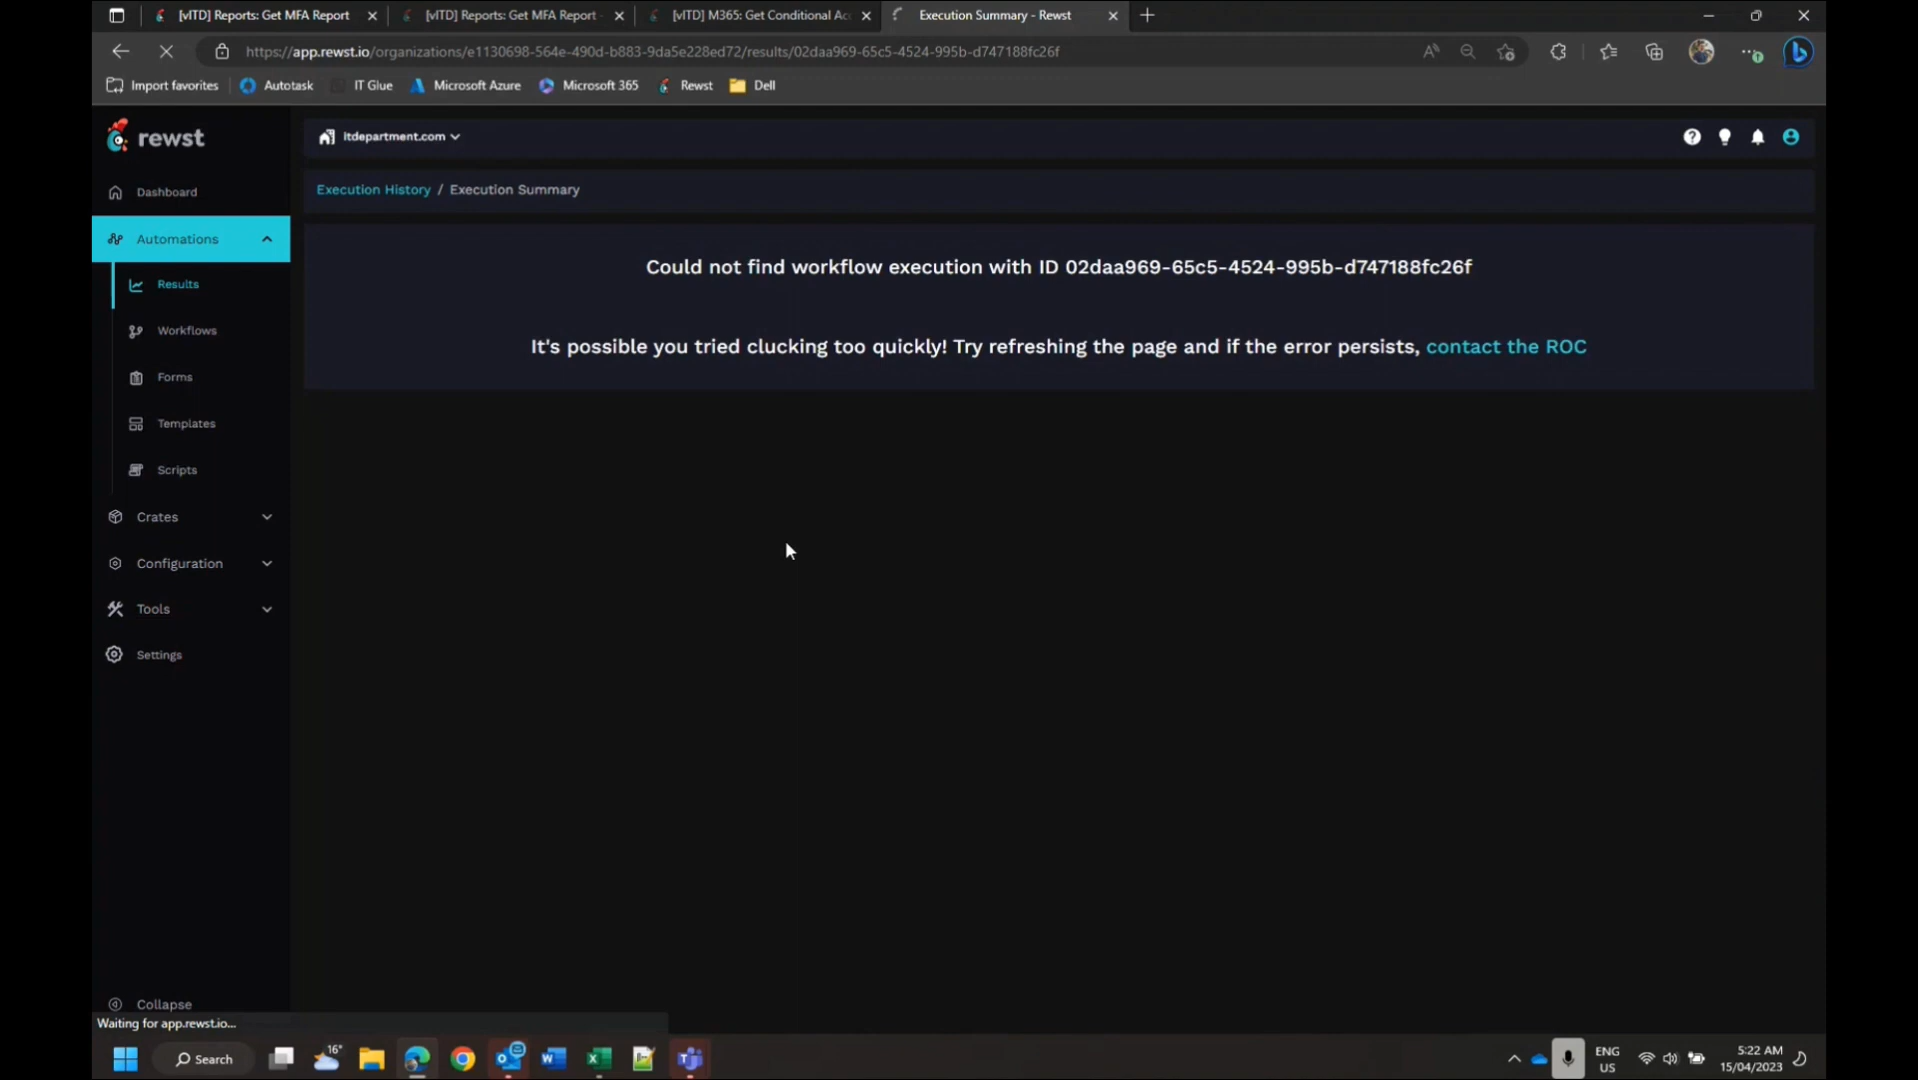 [vITD] Reports: Get MFA Report
[vITD] Reports: Get MFA Report -
[vITD] M365: Get Conditional Ac
Execution Summary - Rewst
https://app.rewst.io/organizations/e1130698-564e-490d-b883-9da5e228ed72/results/02daa969-65c5-4524-995b-d747188fc26f
Import favorites
Autotask
IT Glue
Microsoft Azure
Microsoft 365
Rewst
Dell
rewst
itdepartment.com
Execution History / Execution Summary
Dashboard
Automations
Results
Workflows
Forms
Templates
Scripts
Crates
Configuration
Tools
Settings
Collapse
Could not find workflow execution with ID 02daa969-65c5-4524-995b-d747188fc26f
It's possible you tried clucking too quickly! Try refreshing the page and if the error persists, contact the ROC
Waiting for app.rewst.io...
Search
16°
ENG
US
5:22 AM
15/04/2023